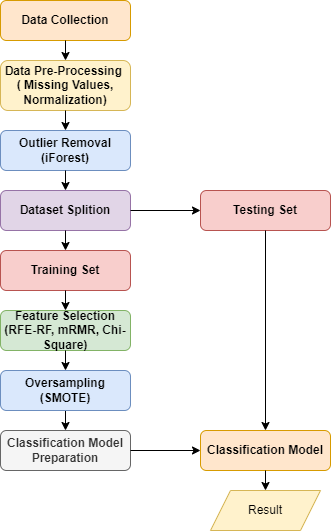 Data Collection
Data Pre-Processing
( Missing Values,
Normalization)
Outlier Removal
(iForest)
Dataset Splition
Testing Set
Training Set
Feature Selection
(RFE-RF, mRMR, Chi-
Square)
Oversampling
(SMOTE)
Classification Model
Preparation
Classification Model
Result